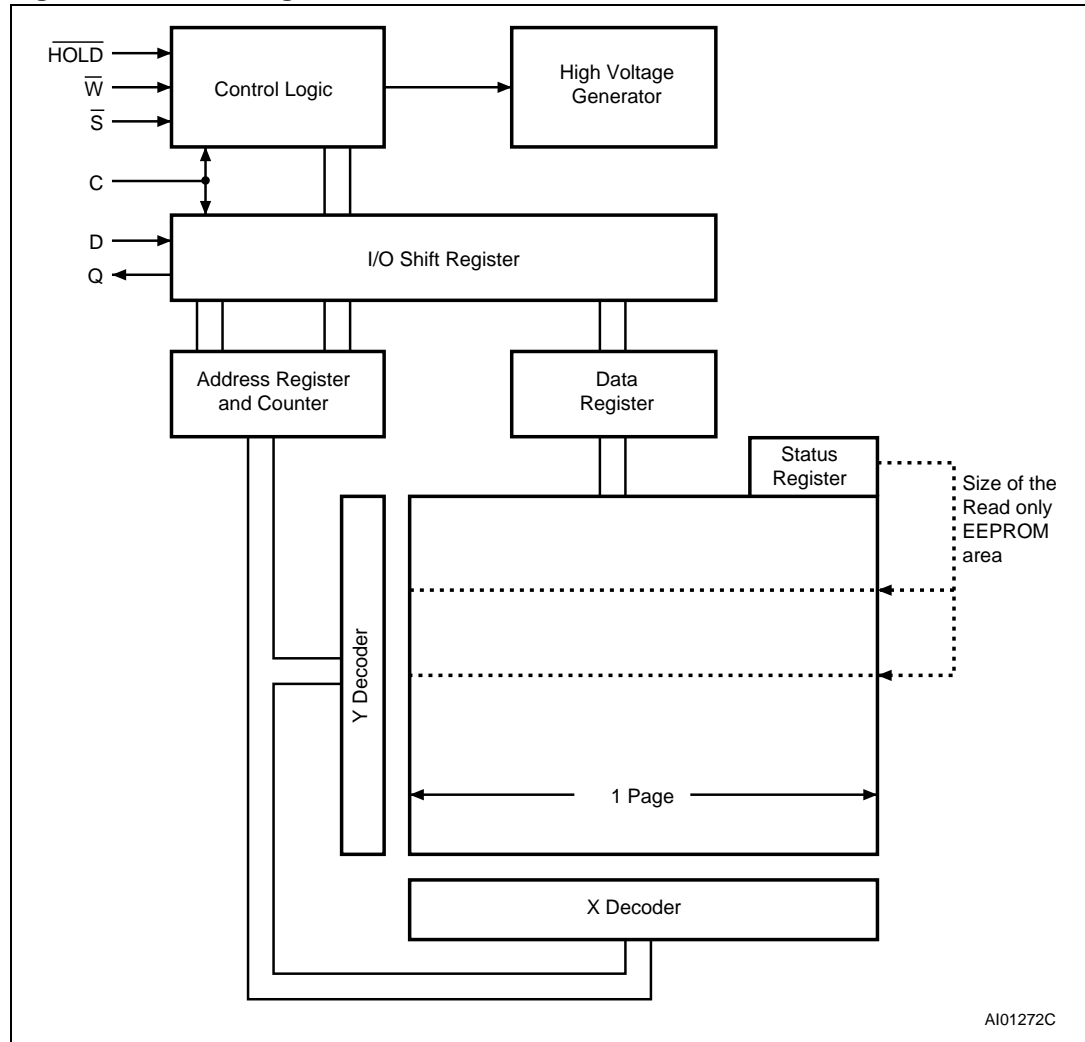 HOLD
W
S
C
D
Q
Control Logic
High Voltage
Generator
I/O Shift Register
Address Register
and Counter
Data
Register
Status
Register
Size of the
Read only
EEPROM
area
Y Decoder
1 Page
X Decoder
AI01272C